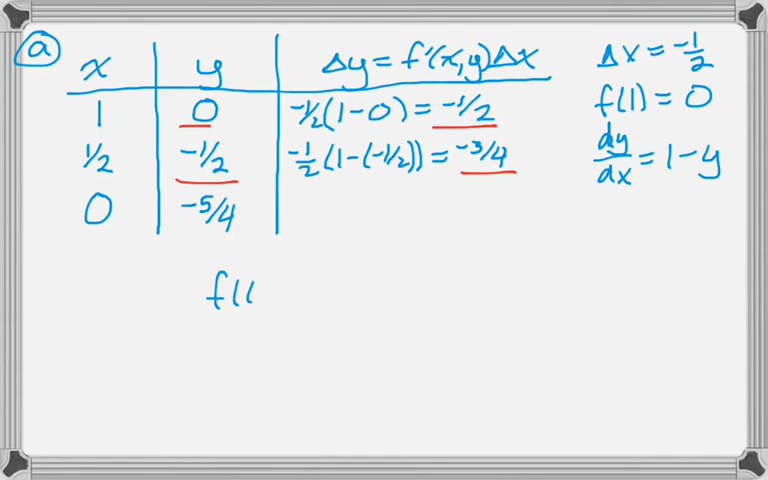 a
x y Δy = f'(x,y)Δx
1 0 -1/2(1-0) = -1/2
1/2 -1/2 -1/2(1-(-1/2)) = -3/4
0 -5/4
f((
Δx = -1/2
f(1) = 0
dy/dx = 1-y